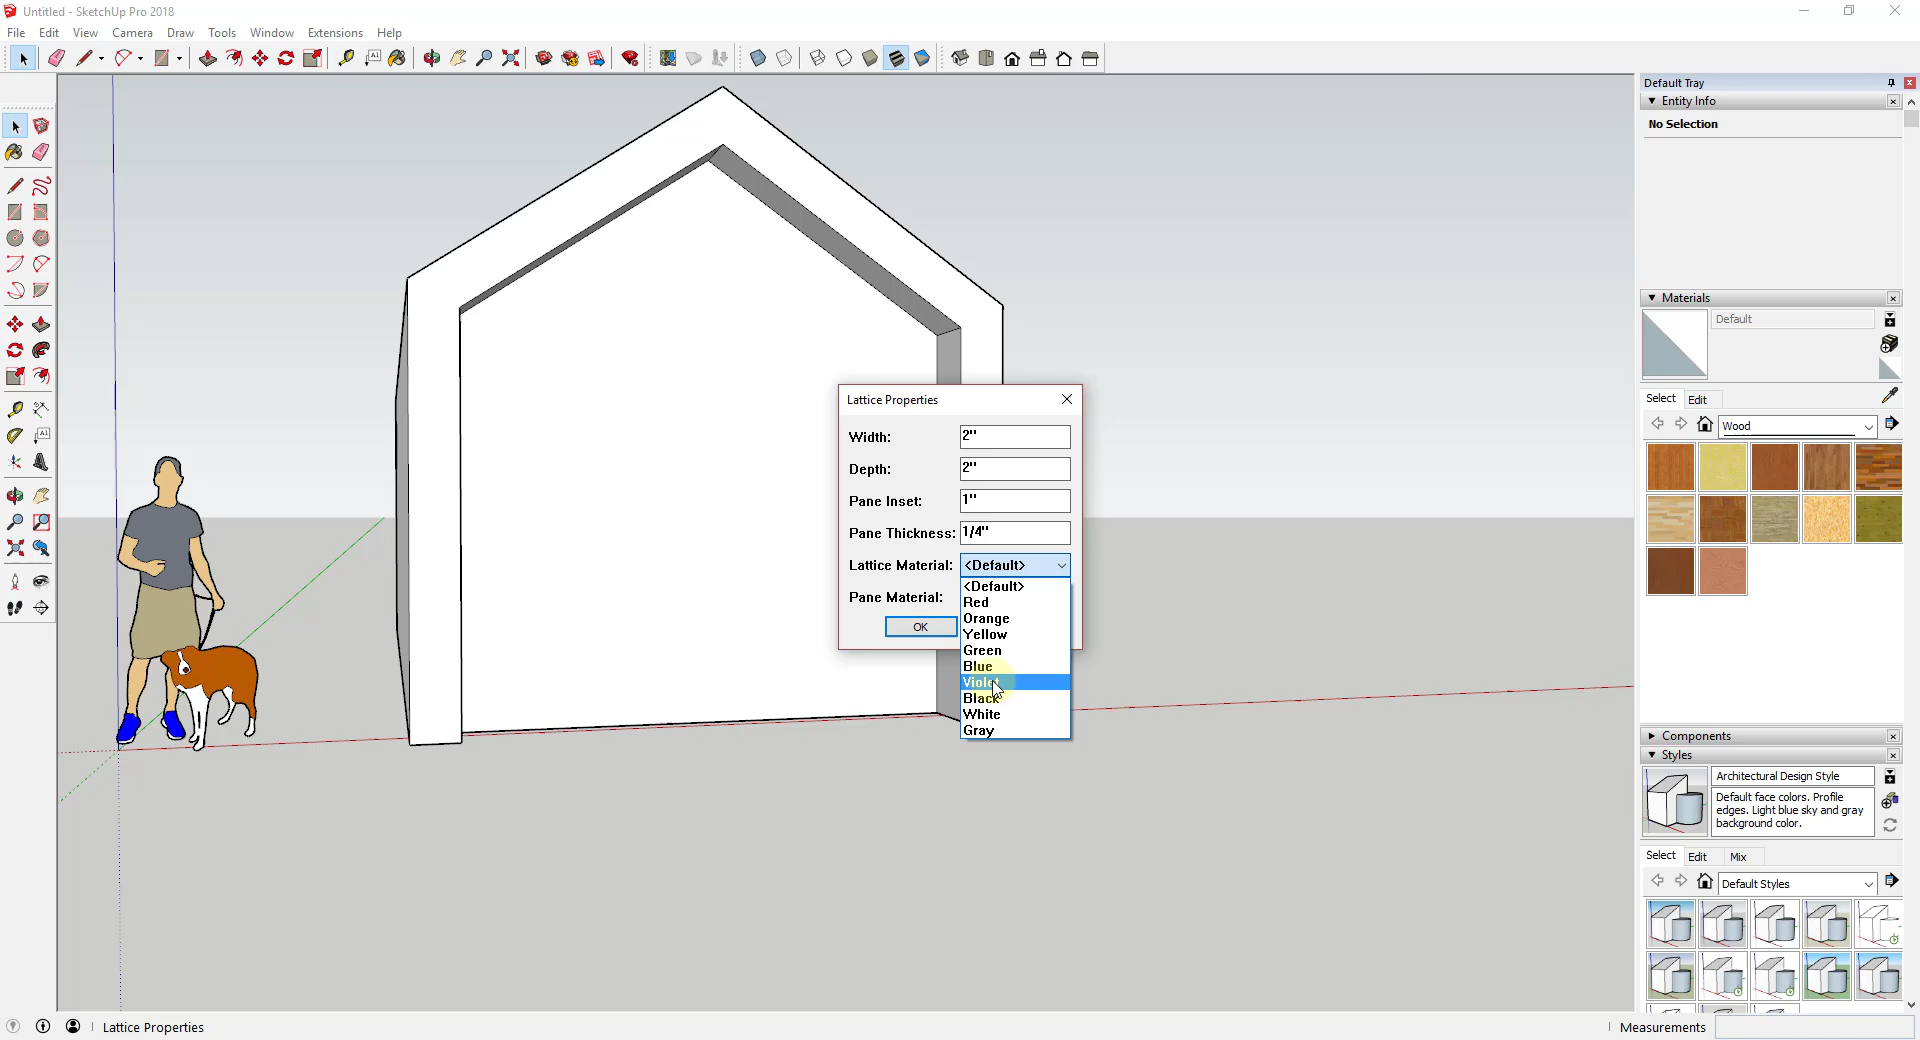 Untitled - SketchUp Pro 2018
File Edit View Camera Draw Tools Window Extensions Help
Default Tray
Entity Info
No Selection
Materials
Default
Select Edit
Wood
Lattice Properties
Width: 2"
Depth: 2"
Pane Inset: 1"
Pane Thickness: 1/4"
Lattice Material: <Default>
Pane Material:
OK
<Default>
Red
Orange
Yellow
Green
Blue
Violet
Black
White
Gray
Components
Styles
Architectural Design Style
Default face colors. Profile
edges. Light blue sky and gray
background color.
Select Edit Mix
Default Styles
Lattice Properties
Measurements